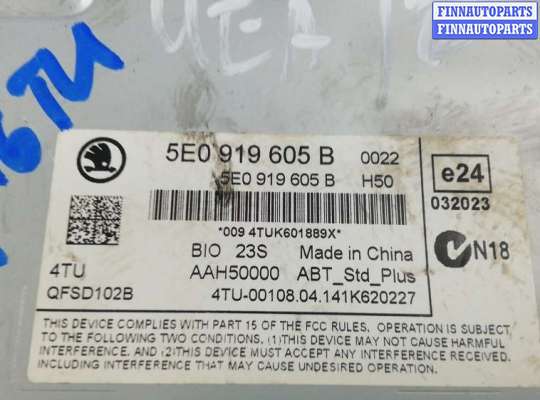 FINNAUTOPARTS
FINNAUTOPARTS
FINNAUTOPARTS
5E0 919 605 B 0022
5E0 919 605 B H50
e24
032023
*009 4TUK601889X*
BIO 23S Made in China
N18
4TU AAH50000 ABT_Std_Plus
QFSD102B 4TU-00108.04.141K620227
THIS DEVICE COMPLIES WITH PART 15 OF THE FCC RULES. OPERATION IS SUBJECT
TO THE FOLLOWING TWO CONDITIONS, (1)THIS DEVICE MAY NOT CAUSE HARMFUL
INTERFERENCE, AND (2)THIS DEVICE MUST ACCEPT ANY INTERFERENCE RECEIVED,
INCLUDING INTERFERENCE THAT MAY CAUSE UNDESIRED OPERATION.